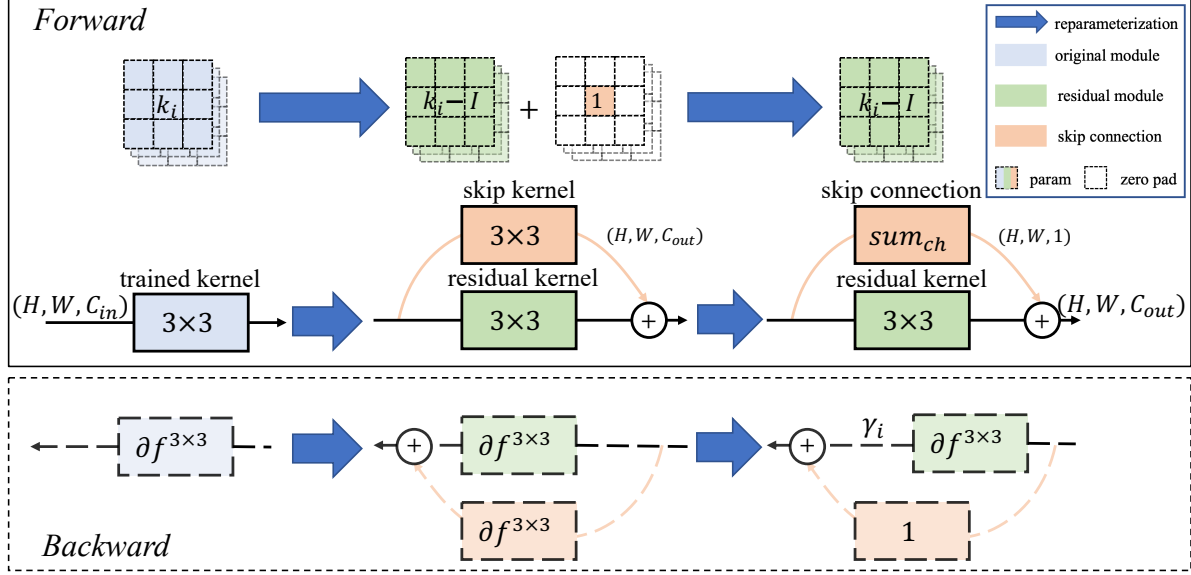 Forward
reparameterization
original module
residual module
skip connection
param
zero pad
k_i
k_i − I
+
1
k_i − I
skip kernel
3×3
(H, W, C_out)
skip connection
sum_ch
(H, W, 1)
trained kernel
residual kernel
residual kernel
(H, W, C_in)
3×3
3×3
+
3×3
+
(H, W, C_out)
∂f^{3×3}
+
∂f^{3×3}
+
γ_i
∂f^{3×3}
∂f^{3×3}
1
Backward